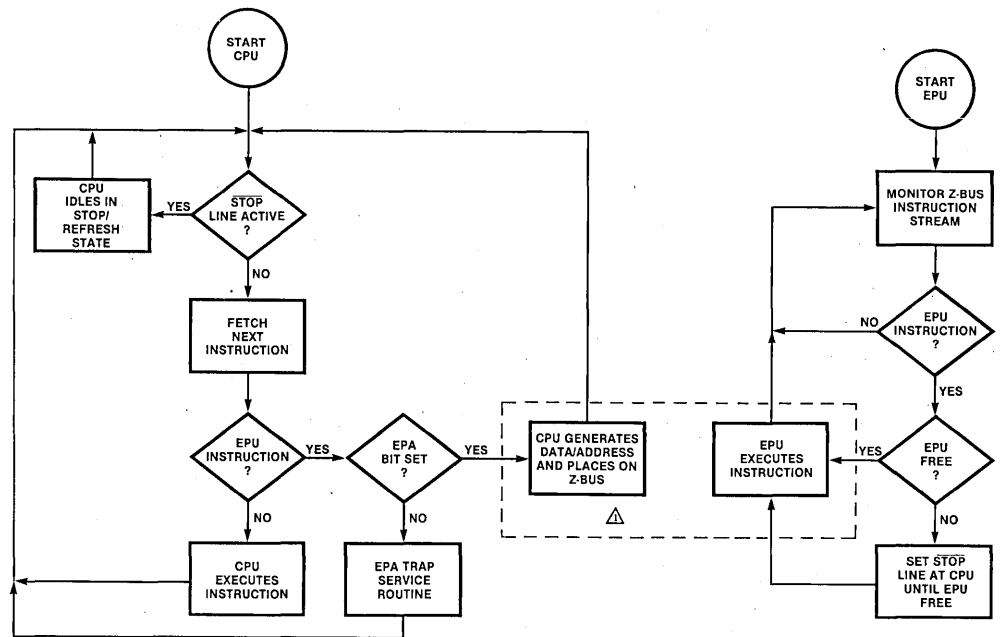 START
CPU
START
EPU
CPU
IDLES IN
STOP/
REFRESH
STATE
YES
STOP
LINE ACTIVE
?
NO
MONITOR Z-BUS
INSTRUCTION
STREAM
FETCH
NEXT
INSTRUCTION
NO
EPU
INSTRUCTION
?
YES
EPU
INSTRUCTION
?
YES
EPA
BIT SET
?
YES
CPU GENERATES
DATA/ADDRESS
AND PLACES ON
Z-BUS
EPU
EXECUTES
INSTRUCTION
YES
EPU
FREE
?
NO
NO
NO
1
CPU
EXECUTES
INSTRUCTION
EPA TRAP
SERVICE
ROUTINE
SET STOP
LINE AT CPU
UNTIL EPU
FREE